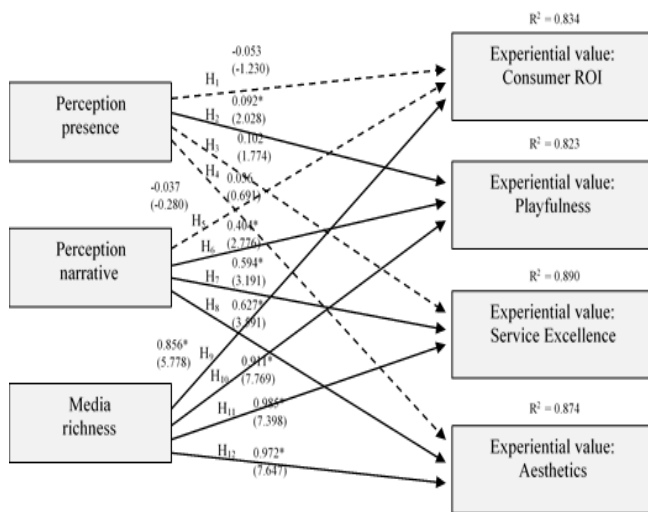 R² = 0.834
Experiential value:
Consumer ROI
-0.053
(-1.230)
H₁
Perception
presence
H₂
0.092*
(2.028)
H₃
0.102
(1.774)
H₄
(0.691)
R² = 0.823
Experiential value:
Playfulness
-0.037
(-0.280)
H₅
H₆
0.404*
(2.776)
Perception
narrative
H₇
0.594*
(3.191)
H₈
0.627*
R² = 0.890
Experiential value:
Service Excellence
0.856*
(5.778)
H₉
H₁₀
0.911*
(7.769)
Media
richness
H₁₁
0.985*
(7.398)
H₁₂
0.972*
(7.647)
R² = 0.874
Experiential value:
Aesthetics